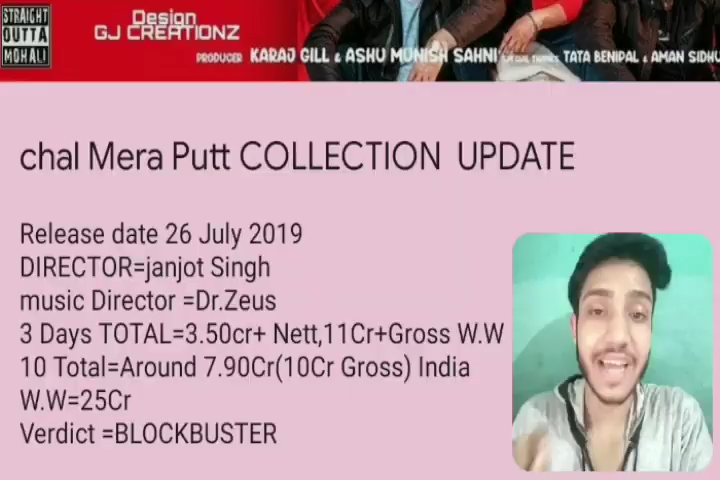 STRAIGHT
OUTTA
MOHALI
Design
GJ CREATIONZ
PRODUCER KARAJ GILL & ASHU MUNISH SAHNI SPECIAL THANKS TATA BENIPAL & AMAN SIDHU
chal Mera Putt COLLECTION UPDATE
Release date 26 July 2019
DIRECTOR=janjot Singh
music Director =Dr.Zeus
3 Days TOTAL=3.50cr+ Nett,11Cr+Gross W.W
10 Total=Around 7.90Cr(10Cr Gross) India
W.W=25Cr
Verdict =BLOCKBUSTER